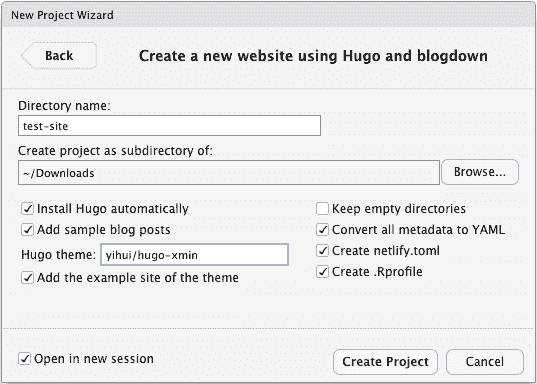 New Project Wizard
Back
Create a new website using Hugo and blogdown
Directory name:
test-site
Create project as subdirectory of:
~/Downloads
Browse...
Install Hugo automatically
Add sample blog posts
Hugo theme: yihui/hugo-xmin
Add the example site of the theme
Keep empty directories
Convert all metadata to YAML
Create netlify.toml
Create .Rprofile
Open in new session
Create Project
Cancel